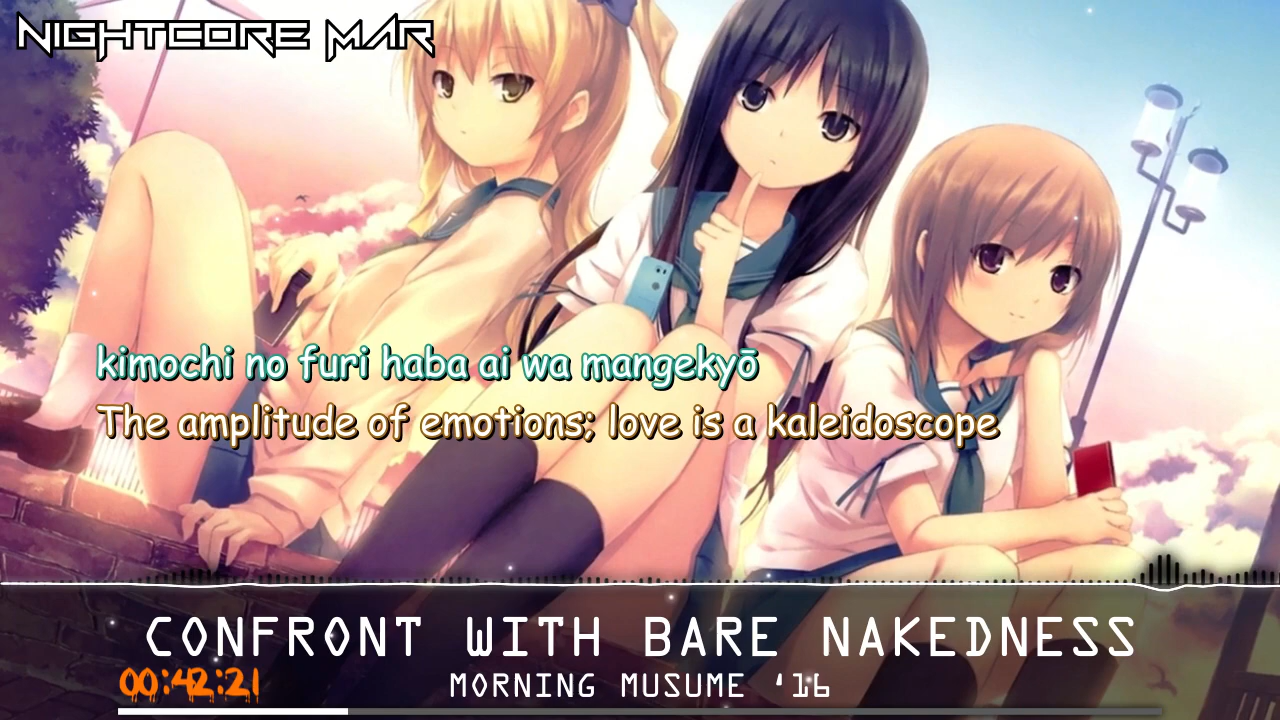 NIGHTCORE MAR
kimochi no furi haba ai wa mangekyō
The amplitude of emotions; love is a kaleidoscope
CONFRONT WITH BARE NAKEDNESS
00:42:21
MORNING MUSUME '16